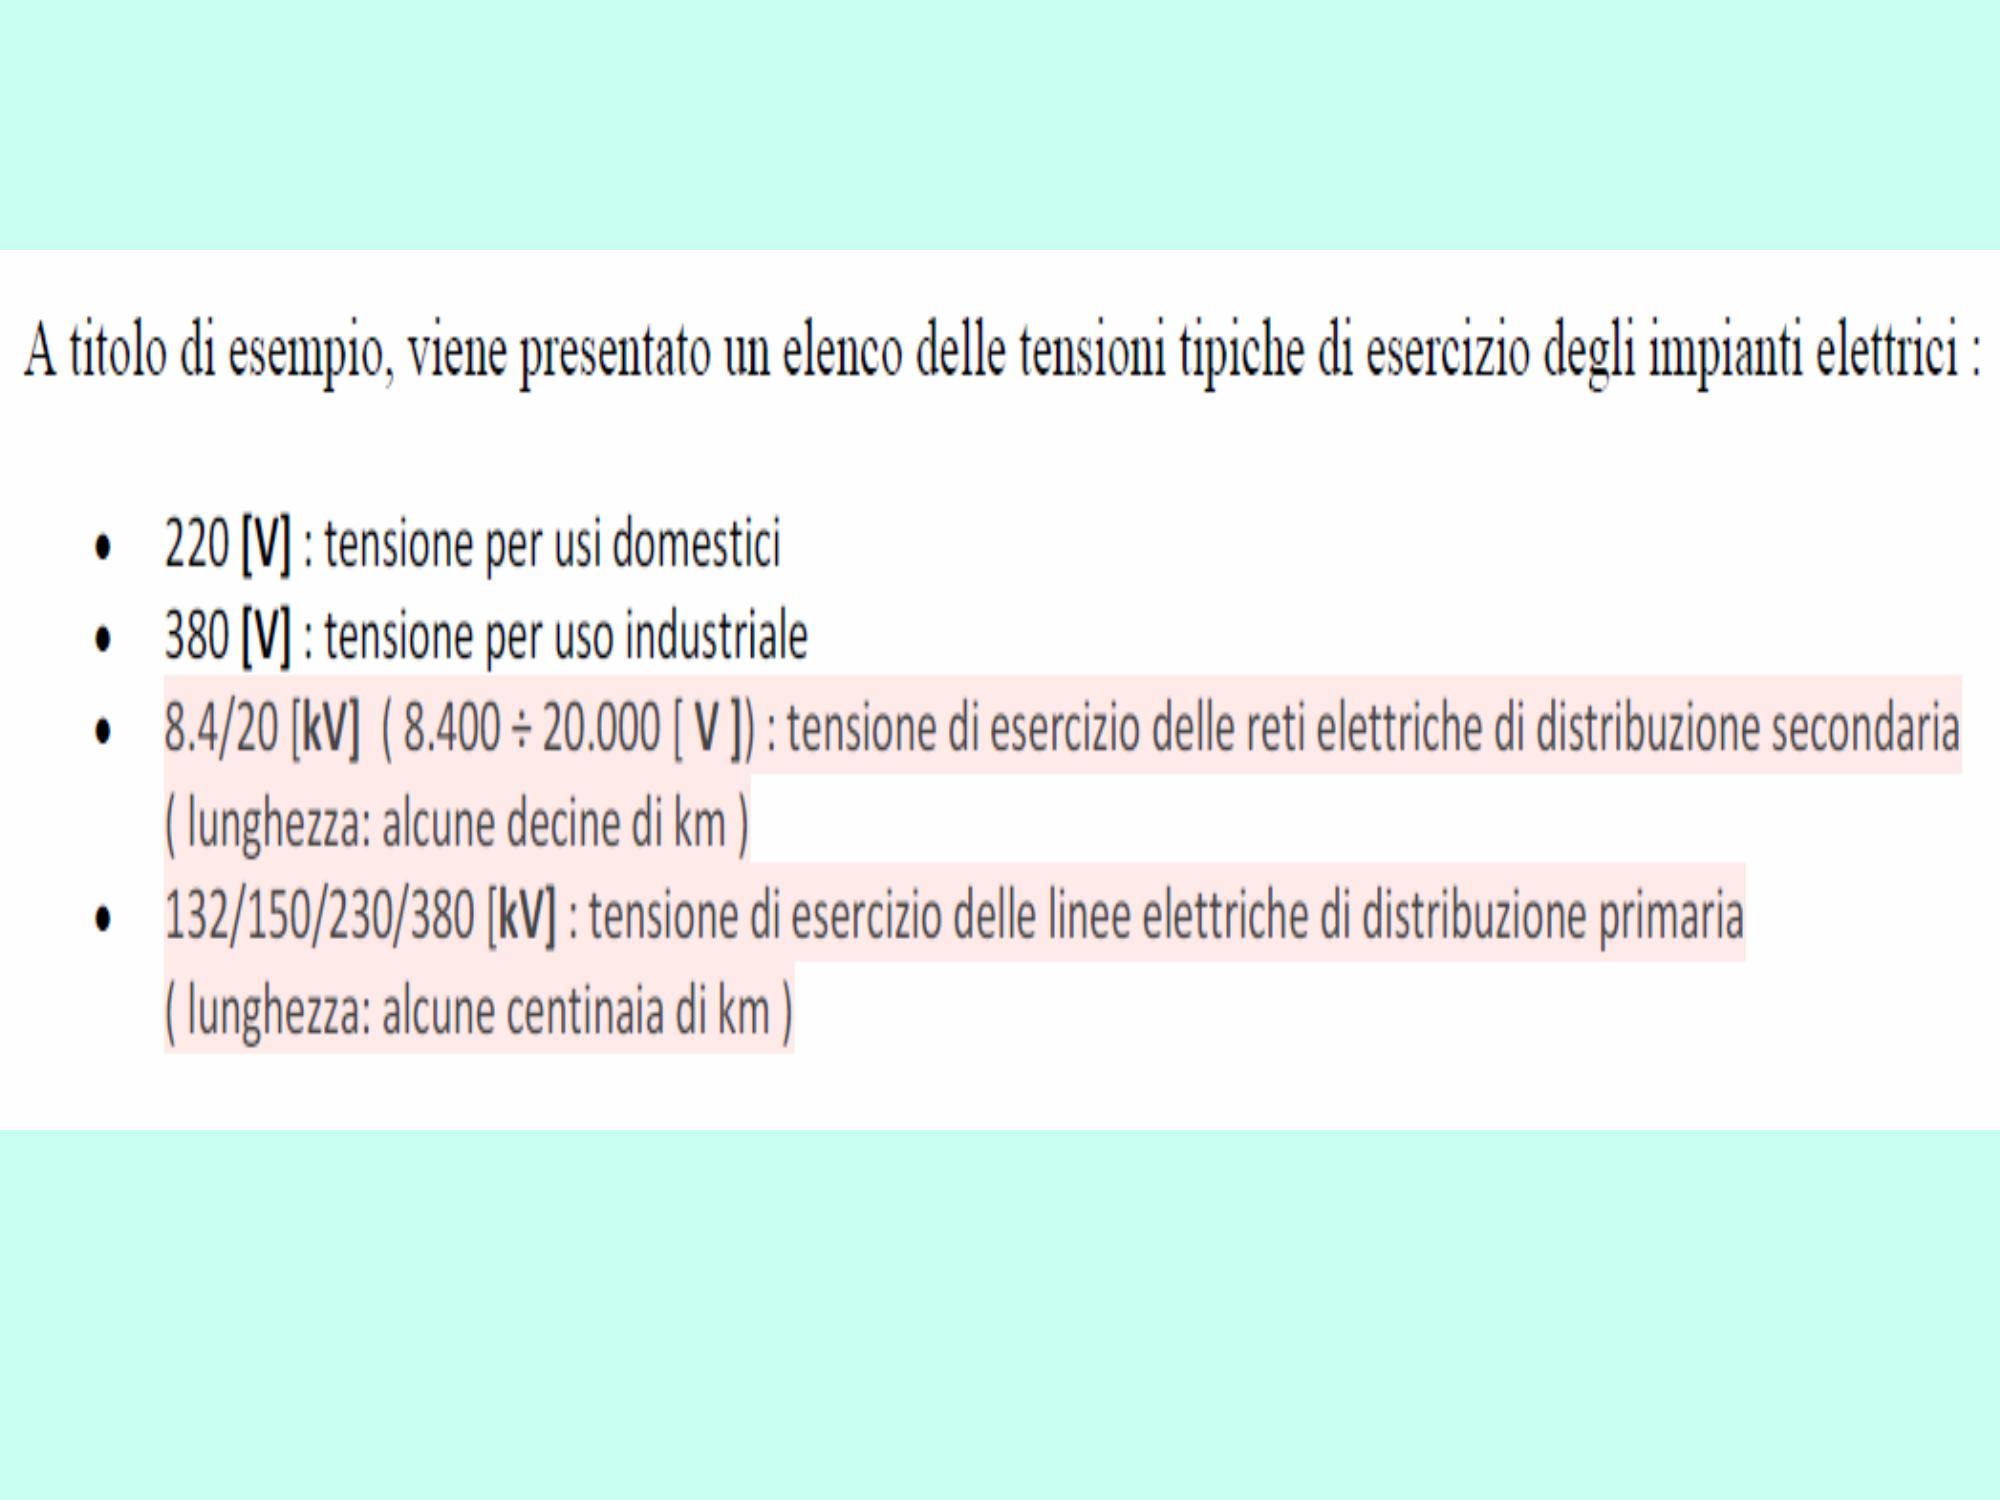 A titolo di esempio, viene presentato un elenco delle tensioni tipiche di esercizio degli impianti elettrici :
• 220 [V] : tensione per usi domestici
• 380 [V] : tensione per uso industriale
• 8.4/20 [kV] ( 8.400 ÷ 20.000 [ V ]) : tensione di esercizio delle reti elettriche di distribuzione secondaria
( lunghezza: alcune decine di km )
• 132/150/230/380 [kV] : tensione di esercizio delle linee elettriche di distribuzione primaria
( lunghezza: alcune centinaia di km )